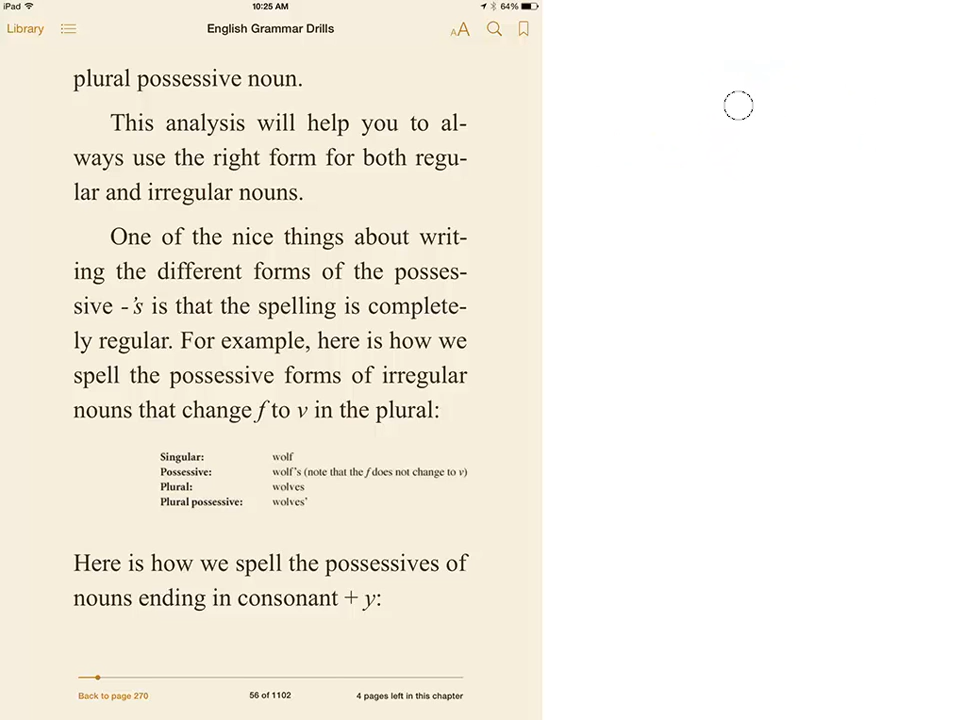 iPad 10:25 AM 64%
Library English Grammar Drills AA
plural possessive noun.
This analysis will help you to al-
ways use the right form for both regu-
lar and irregular nouns.
One of the nice things about writ-
ing the different forms of the posses-
sive -’s is that the spelling is complete-
ly regular. For example, here is how we
spell the possessive forms of irregular
nouns that change f to v in the plural:
Singular: wolf
Possessive: wolf’s (note that the f does not change to v)
Plural: wolves
Plural possessive: wolves’
Here is how we spell the possessives of
nouns ending in consonant + y:
Back to page 270 56 of 1102 4 pages left in this chapter